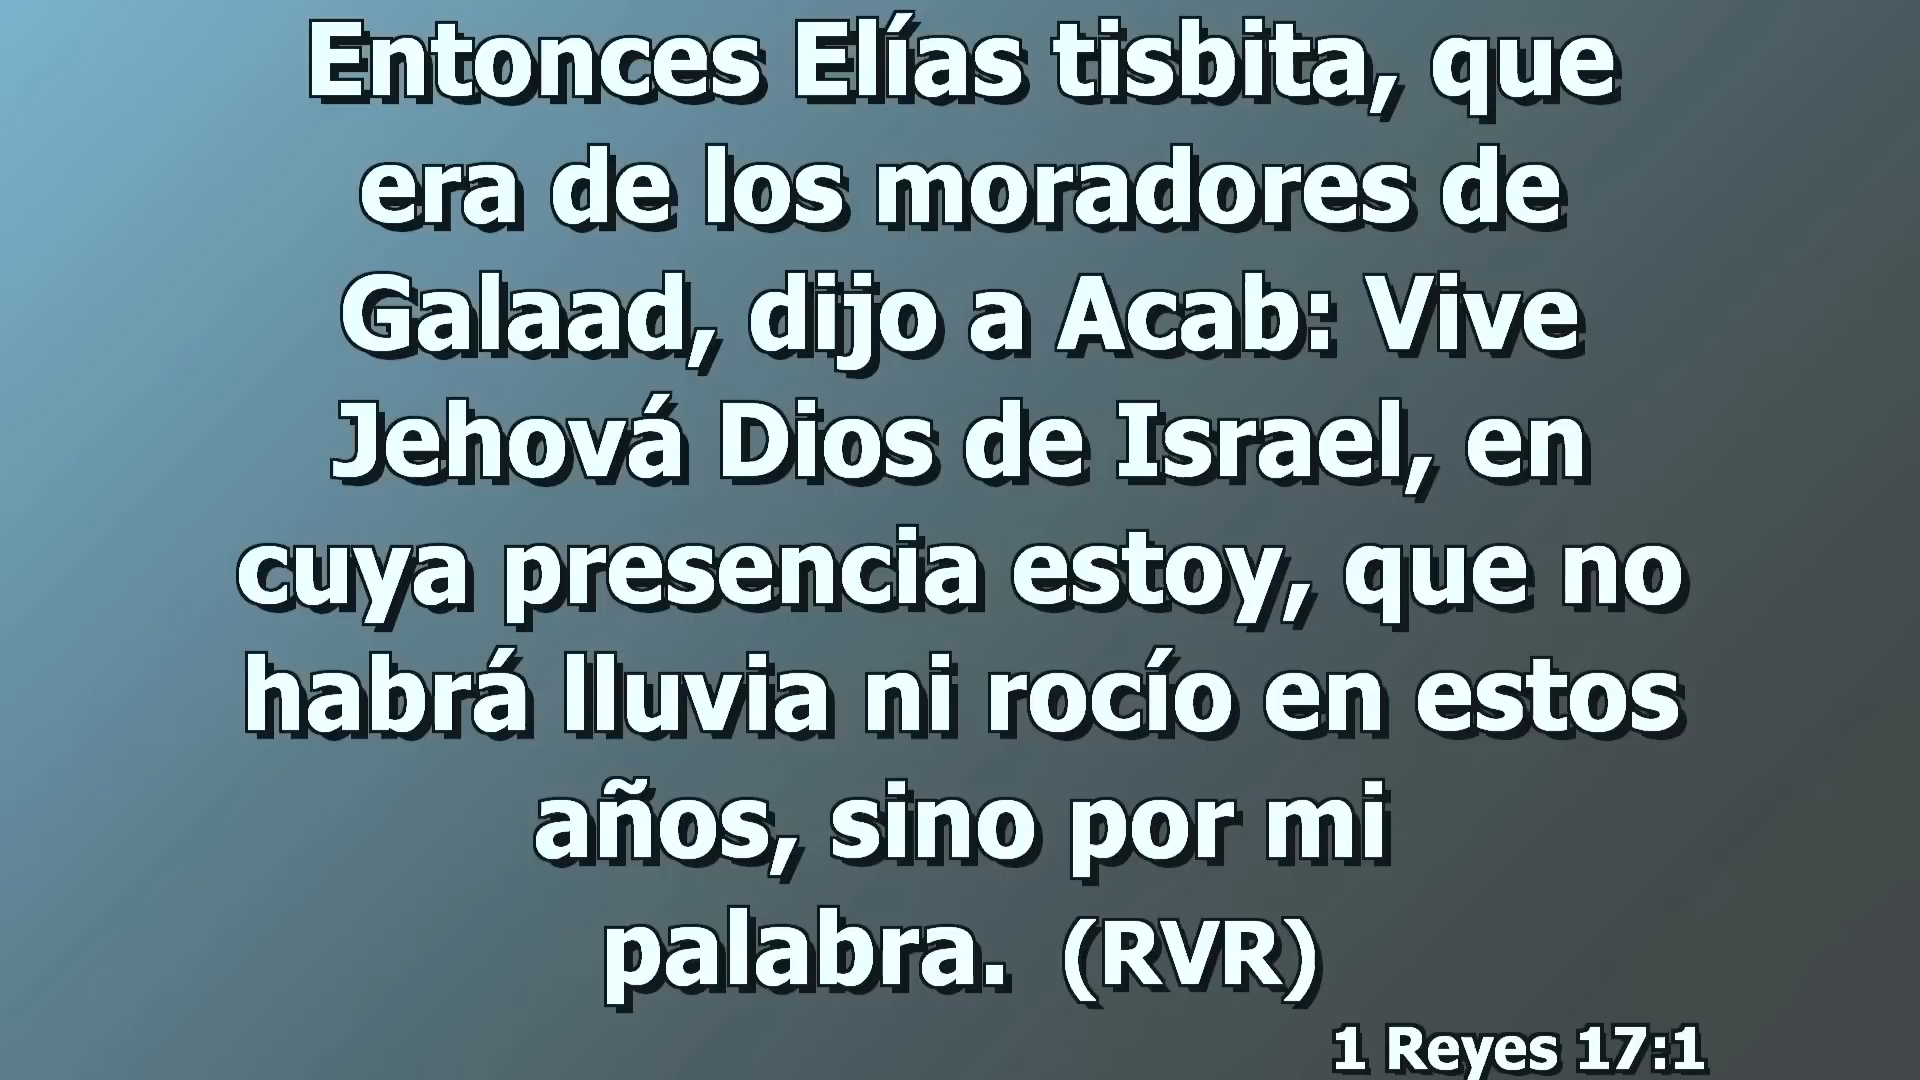 Entonces Elías tisbita, que
era de los moradores de
Galaad, dijo a Acab: Vive
Jehová Dios de Israel, en
cuya presencia estoy, que no
habrá lluvia ni rocío en estos
años, sino por mi
palabra. (RVR)
1 Reyes 17:1